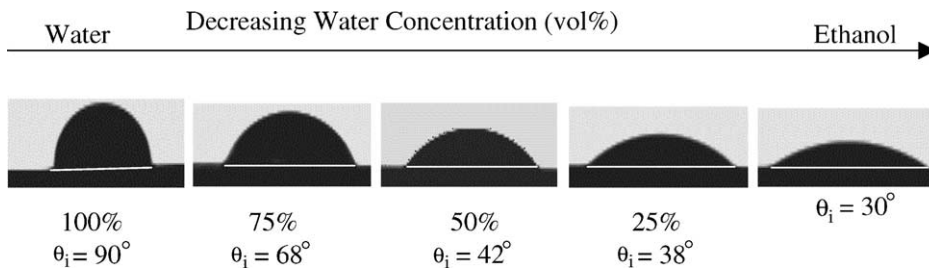 Decreasing Water Concentration (vol%)
Water
Ethanol
100%
θi = 90°
75%
θi = 68°
50%
θi = 42°
25%
θi = 38°
θi = 30°